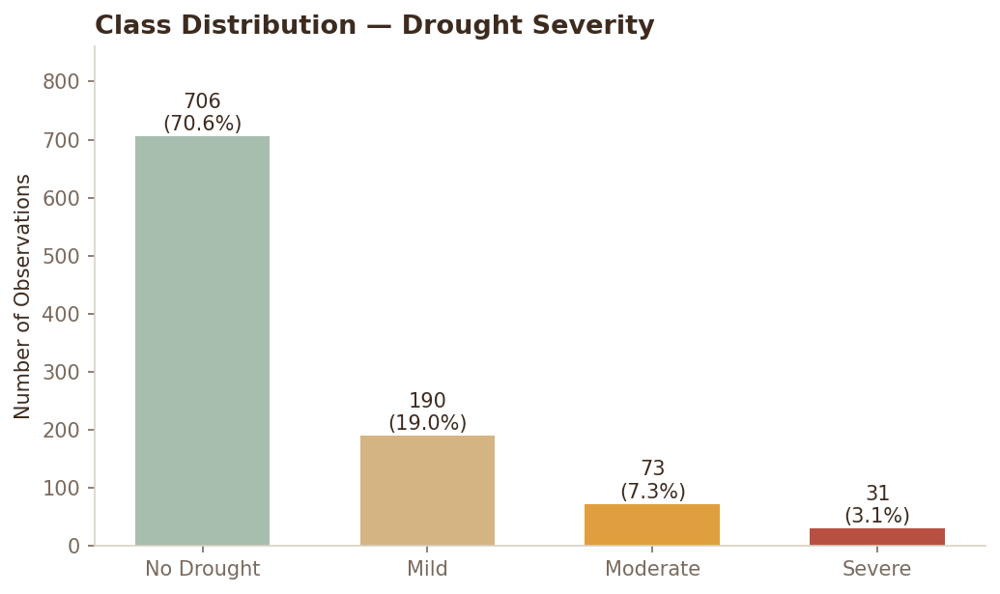 Class Distribution — Drought Severity
Number of Observations
800
700
600
500
400
300
200
100
0
706
(70.6%)
190
(19.0%)
73
(7.3%)
31
(3.1%)
No Drought
Mild
Moderate
Severe